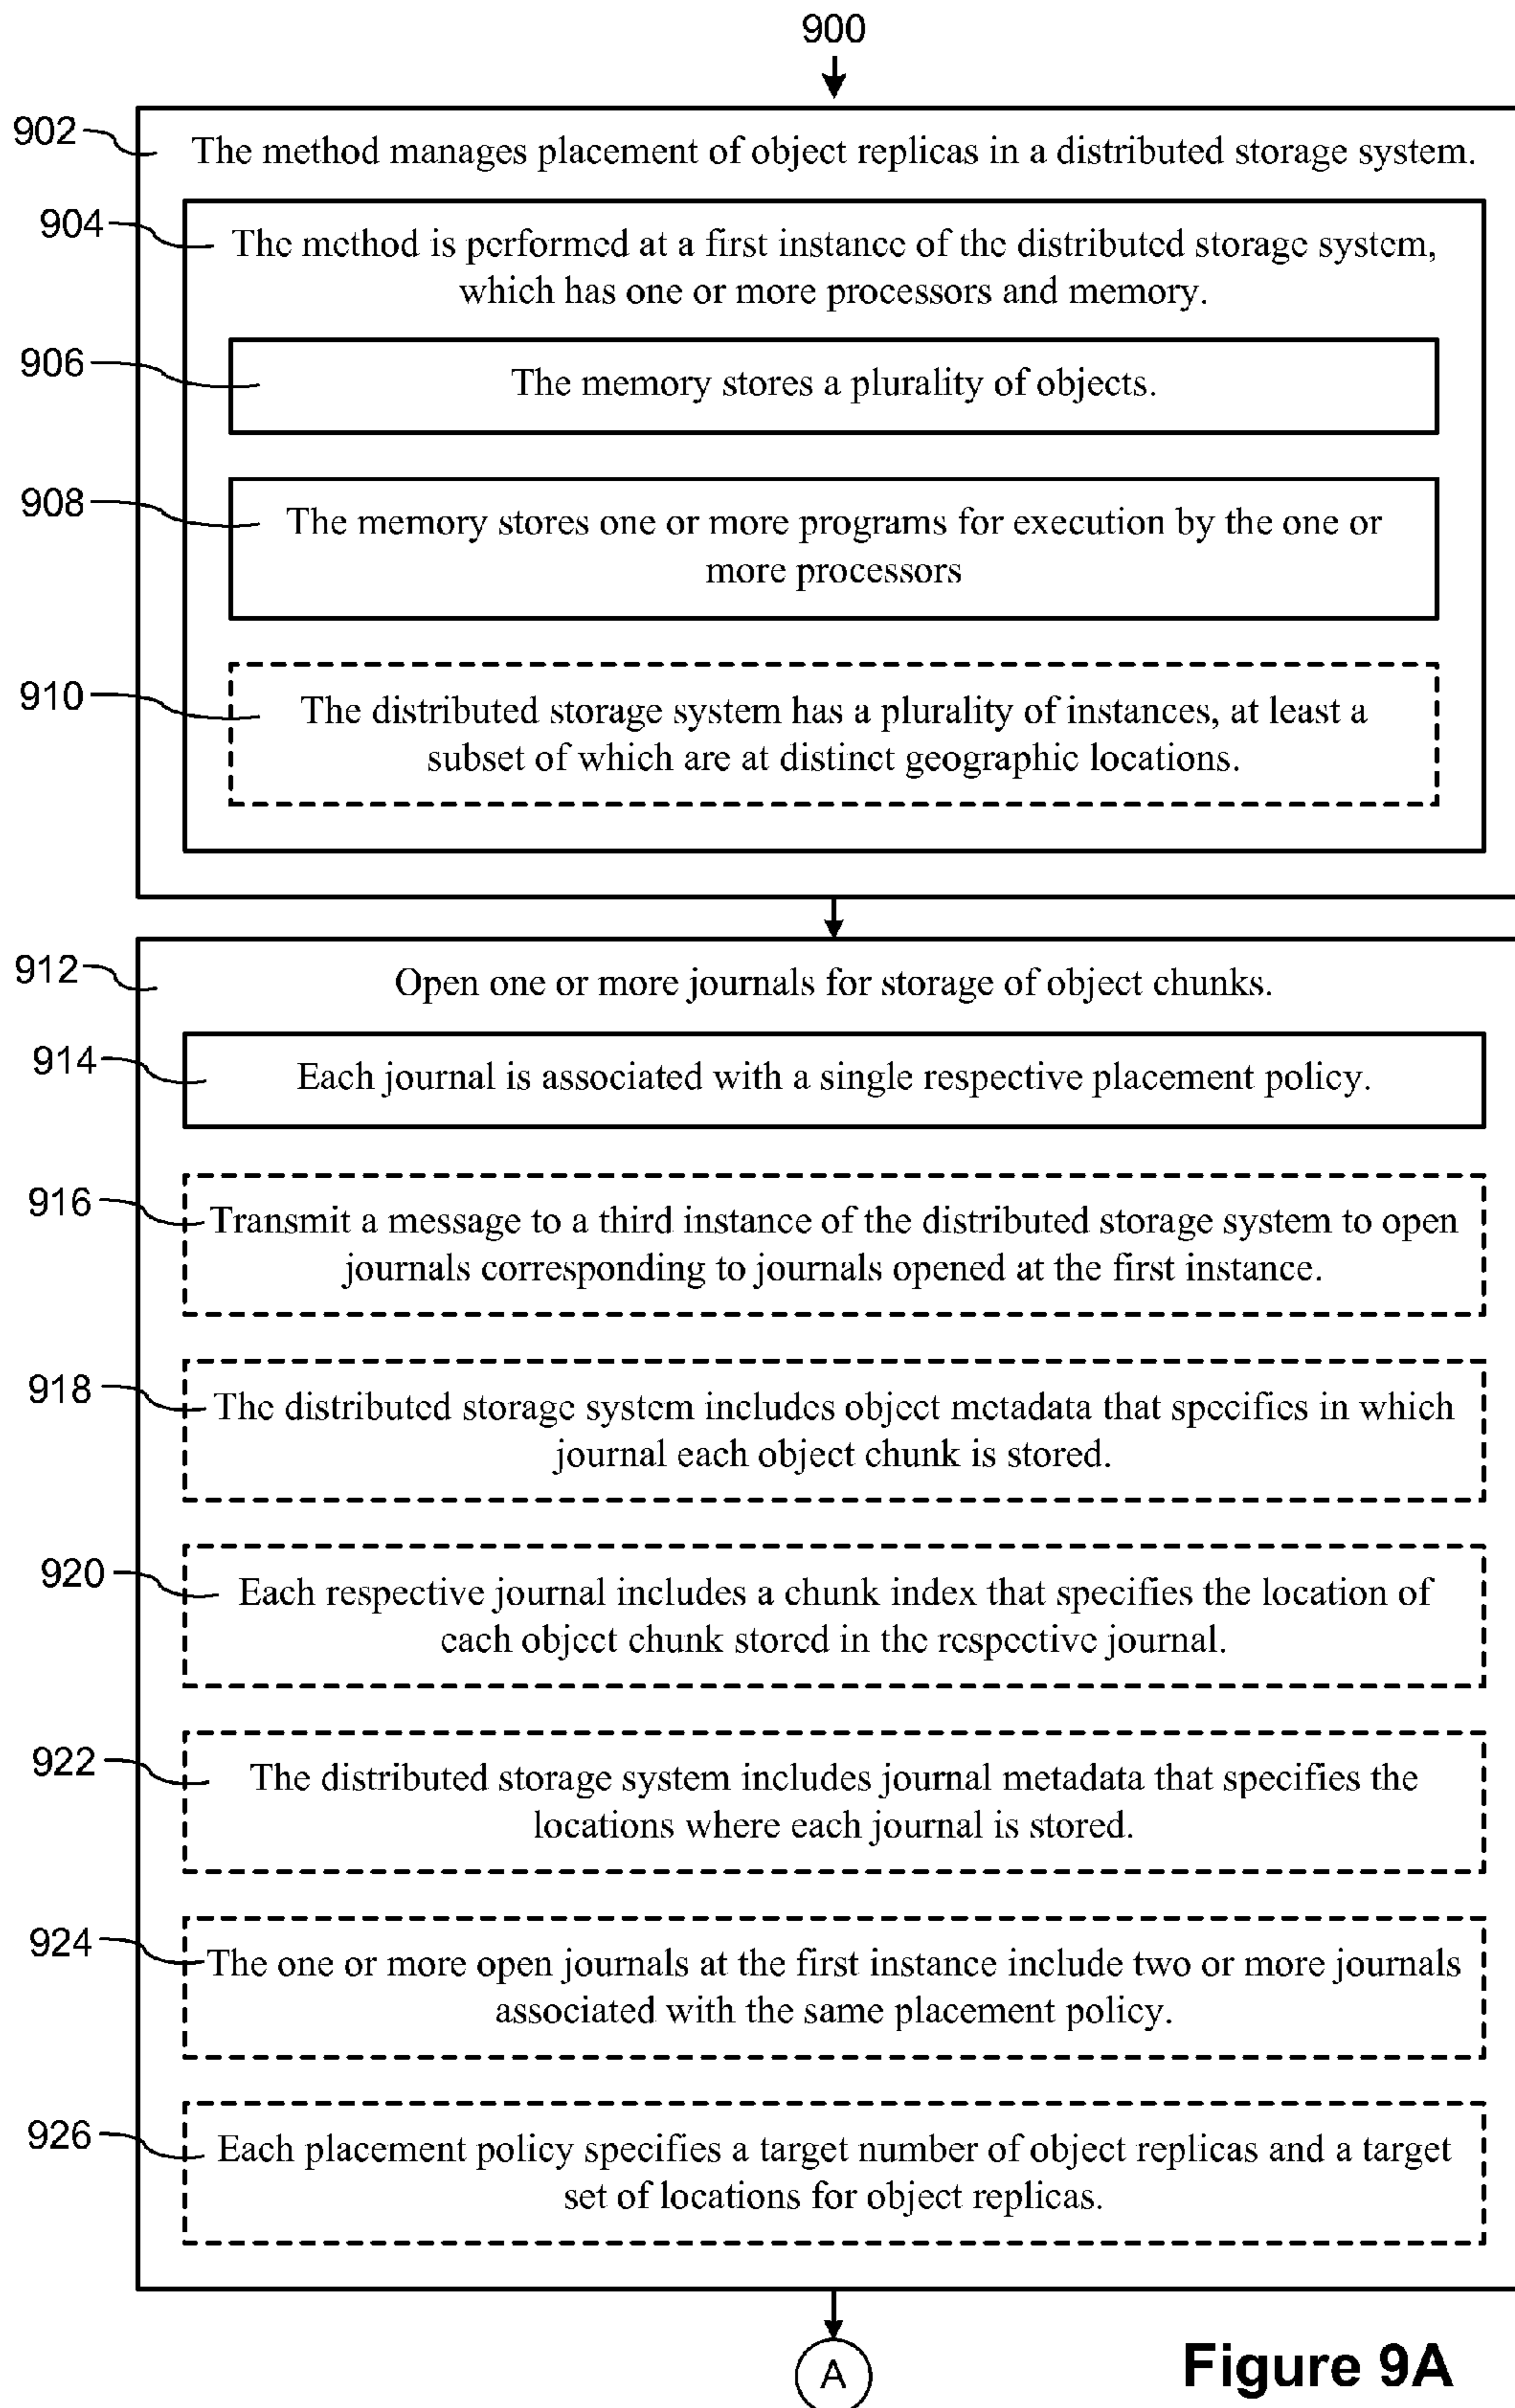 900
902
The method manages placement of object replicas in a distributed storage system.
904
The method is performed at a first instance of the distributed storage system,
which has one or more processors and memory.
906
The memory stores a plurality of objects.
908
The memory stores one or more programs for execution by the one or
more processors
910
The distributed storage system has a plurality of instances, at least a
subset of which are at distinct geographic locations.
912
Open one or more journals for storage of object chunks.
914
Each journal is associated with a single respective placement policy.
916
Transmit a message to a third instance of the distributed storage system to open
journals corresponding to journals opened at the first instance.
918
The distributed storage system includes object metadata that specifies in which
journal each object chunk is stored.
920
Each respective journal includes a chunk index that specifies the location of
each object chunk stored in the respective journal.
922
The distributed storage system includes journal metadata that specifies the
locations where each journal is stored.
924
The one or more open journals at the first instance include two or more journals
associated with the same placement policy.
926
Each placement policy specifies a target number of object replicas and a target
set of locations for object replicas.
A
Figure 9A